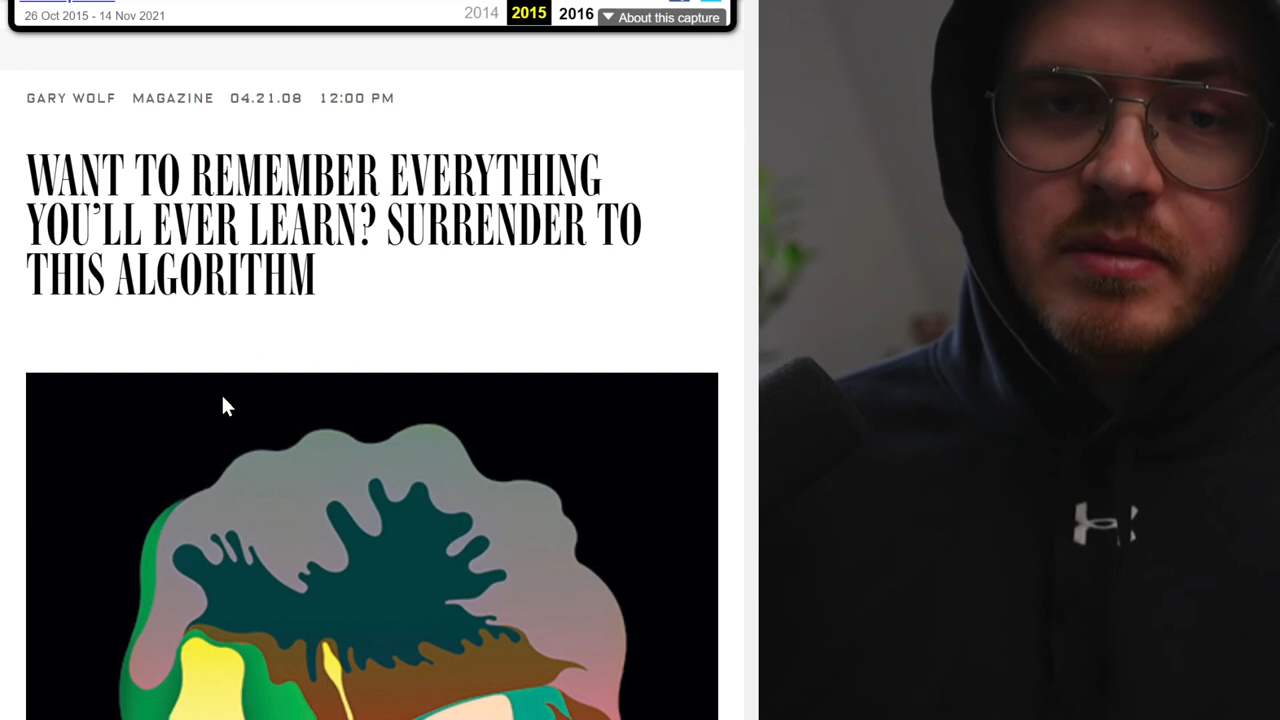 26 Oct 2015 - 14 Nov 2021
2014 2015 2016 About this capture
GARY WOLF MAGAZINE 04.21.08 12:00 PM
WANT TO REMEMBER EVERYTHING
YOU’LL EVER LEARN? SURRENDER TO
THIS ALGORITHM